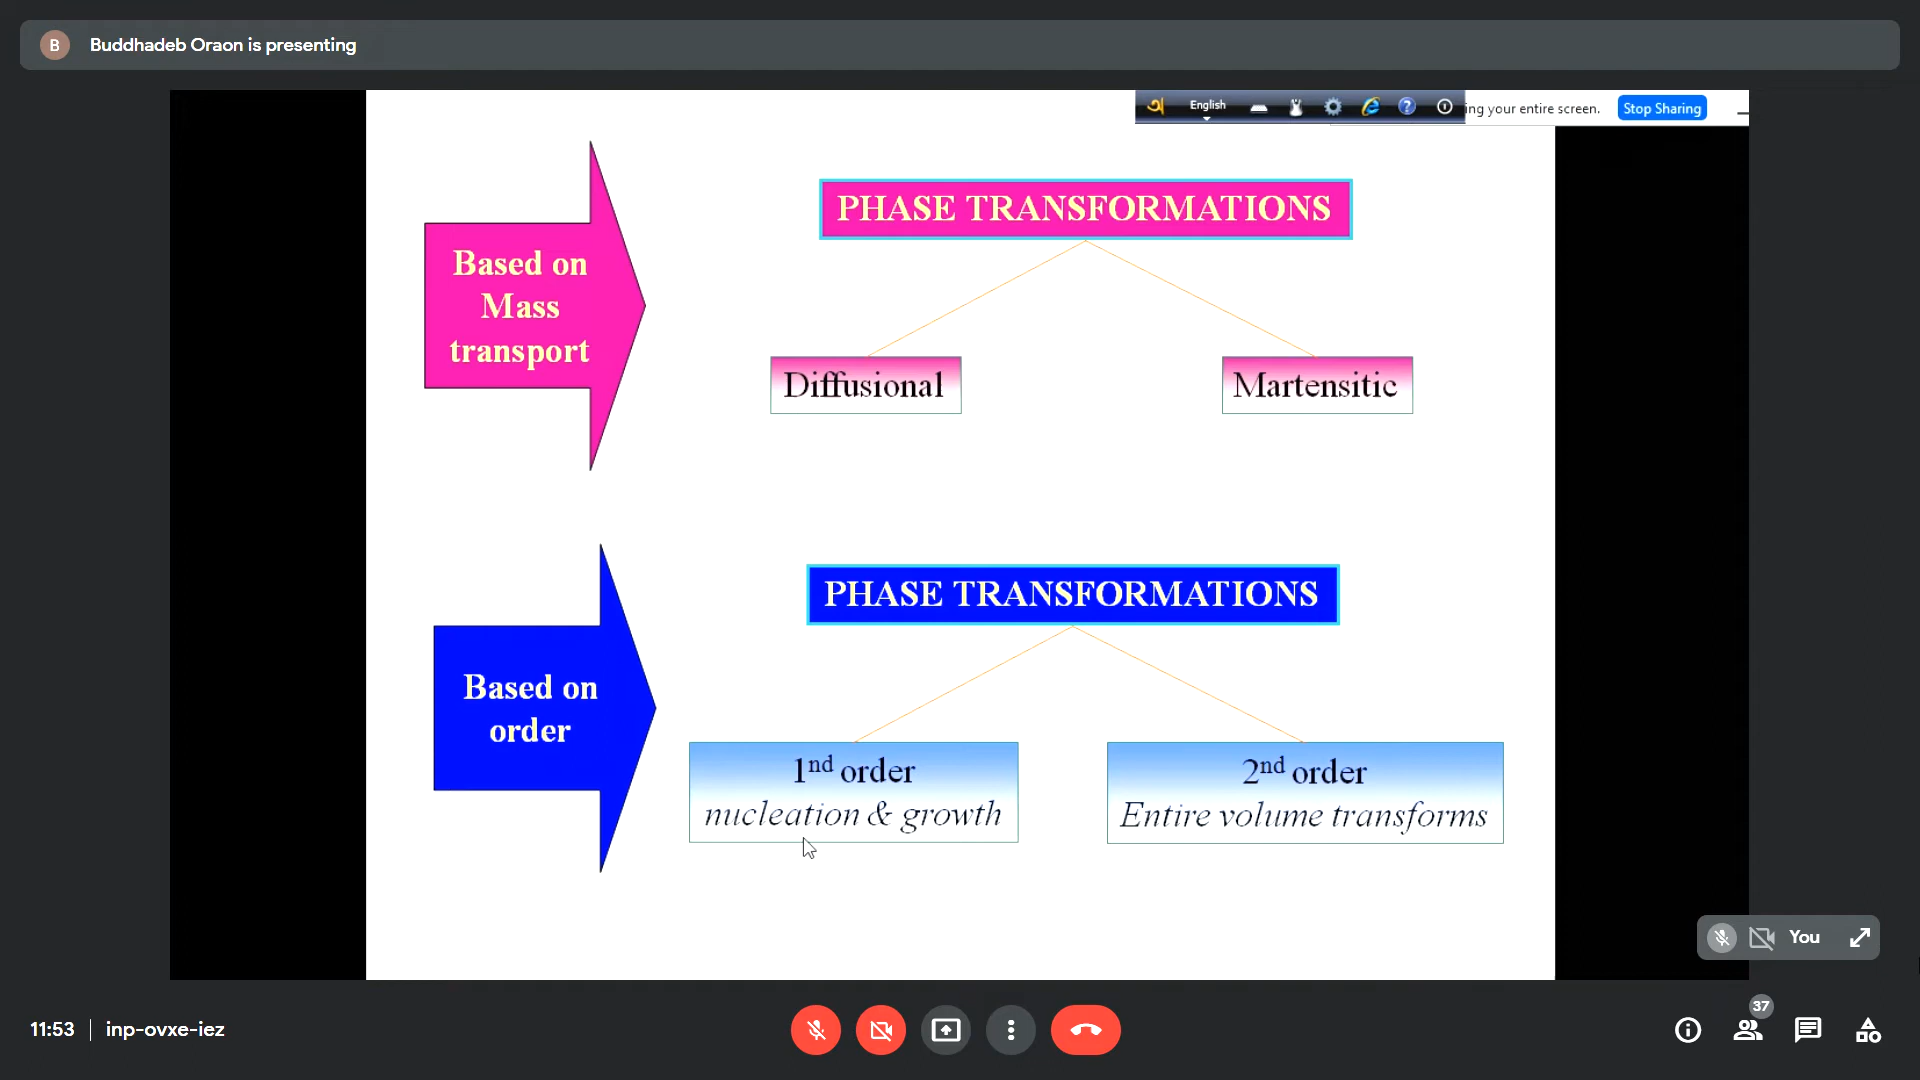 B
Buddhadeb Oraon is presenting
English
ing your entire screen.
Stop Sharing
Based on
Mass
transport
PHASE TRANSFORMATIONS
Diffusional
Martensitic
Based on
order
PHASE TRANSFORMATIONS
1nd order
nucleation & growth
2nd order
Entire volume transforms
You
11:53
inp-ovxe-iez
37